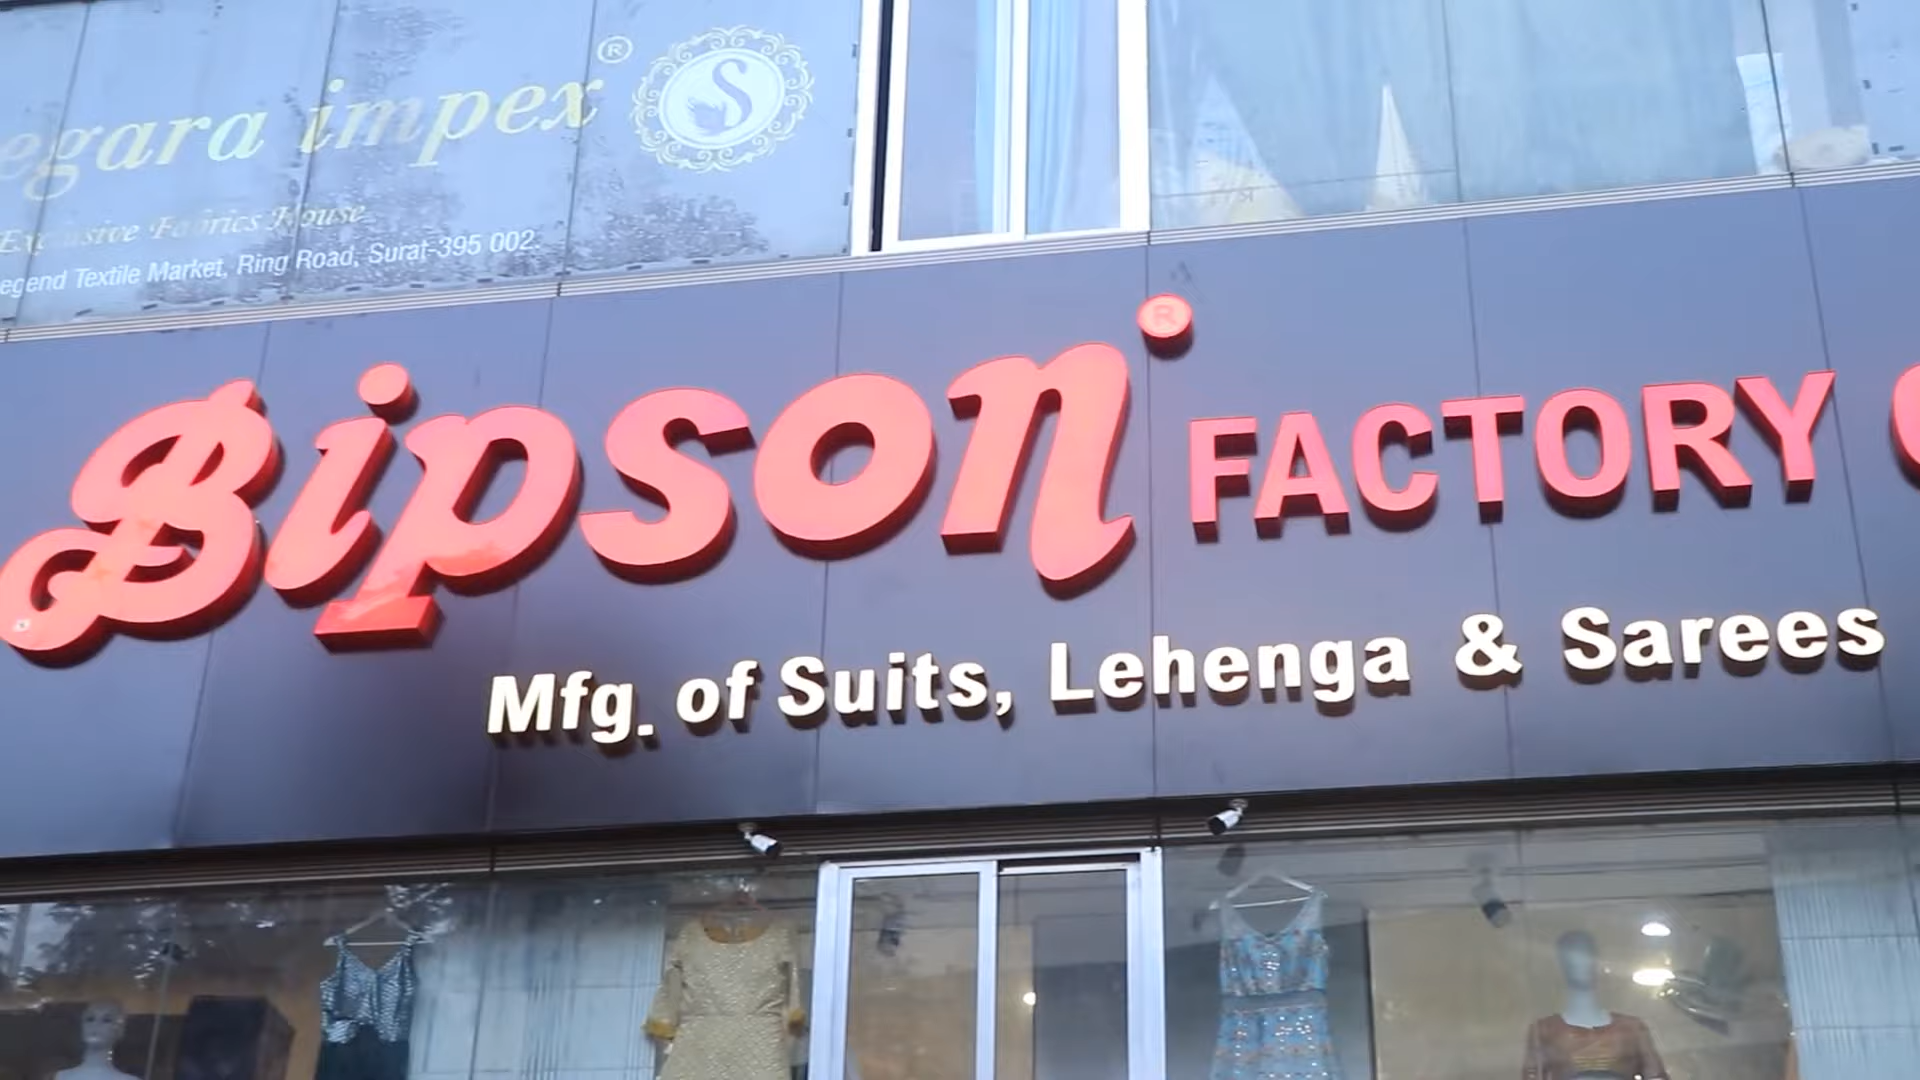 egara impex®
S
Exclusive Fabrics House
egend Textile Market, Ring Road, Surat-395 002.
Bipson® FACTORY
Mfg. of Suits, Lehenga & Sarees